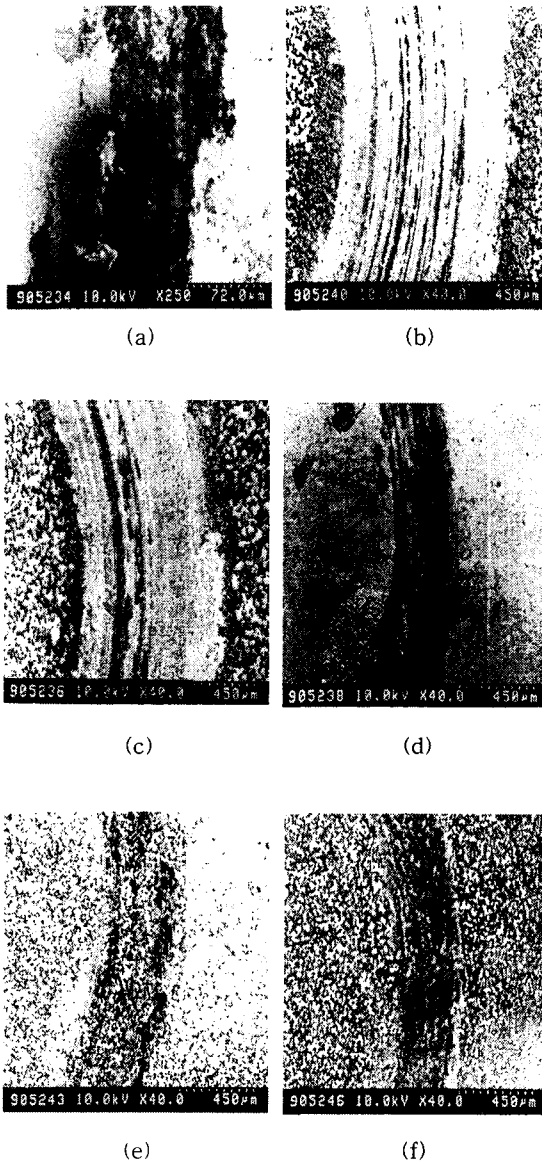 905234 10.0kV X250 72.0µm
905240 10.0kV X40.0 450µm
(a)
(b)
905236 10.0kV X40.0 450µm
905238 10.0kV X40.0 450µm
(c)
(d)
905243 10.0kV X40.0 450µm
905246 10.0kV X40.0 450µm
(e)
(f)